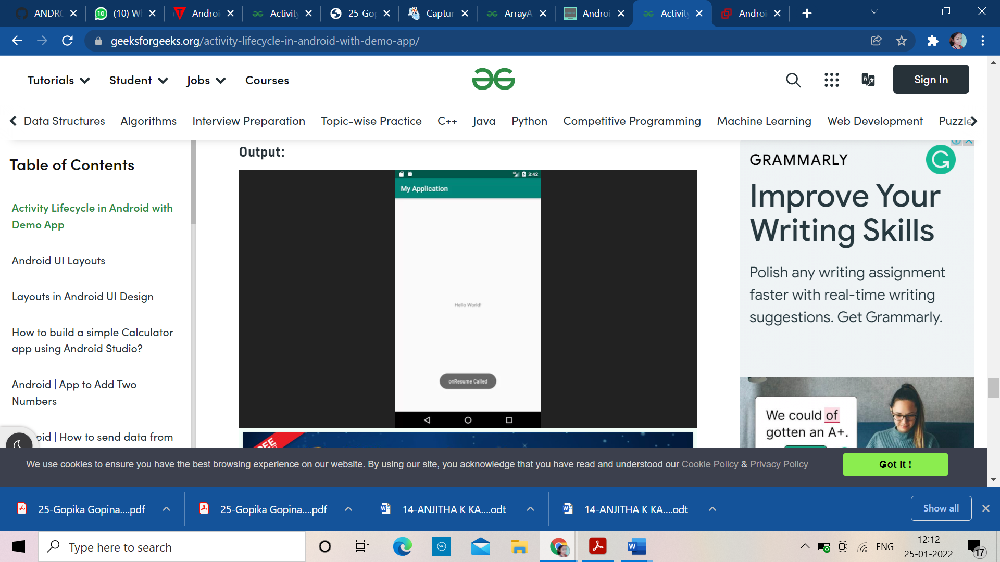 ANDRO
(10) W
Androi
Activity
25-Gop
Captur
ArrayA
Androi
Activity
Androi
geeksforgeeks.org/activity-lifecycle-in-android-with-demo-app/
Tutorials
Student
Jobs
Courses
Sign In
Data Structures
Algorithms
Interview Preparation
Topic-wise Practice
C++
Java
Python
Competitive Programming
Machine Learning
Web Development
Puzzle
Table of Contents
Activity Lifecycle in Android with
Demo App
Android UI Layouts
Layouts in Android UI Design
How to build a simple Calculator
app using Android Studio?
Android | App to Add Two
Numbers
oid | How to send data from
Output:
3:42
My Application
Hello World!
onResume Called
GRAMMARLY
Improve Your
Writing Skills
Polish any writing assignment
faster with real-time writing
suggestions. Get Grammarly.
We could of
gotten an A+.
We use cookies to ensure you have the best browsing experience on our website. By using our site, you acknowledge that you have read and understood our Cookie Policy & Privacy Policy
Got It !
25-Gopika Gopina....pdf
25-Gopika Gopina....pdf
14-ANJITHA K KA....odt
14-ANJITHA K KA....odt
Show all
Type here to search
DELL
ENG
12:12
25-01-2022
17